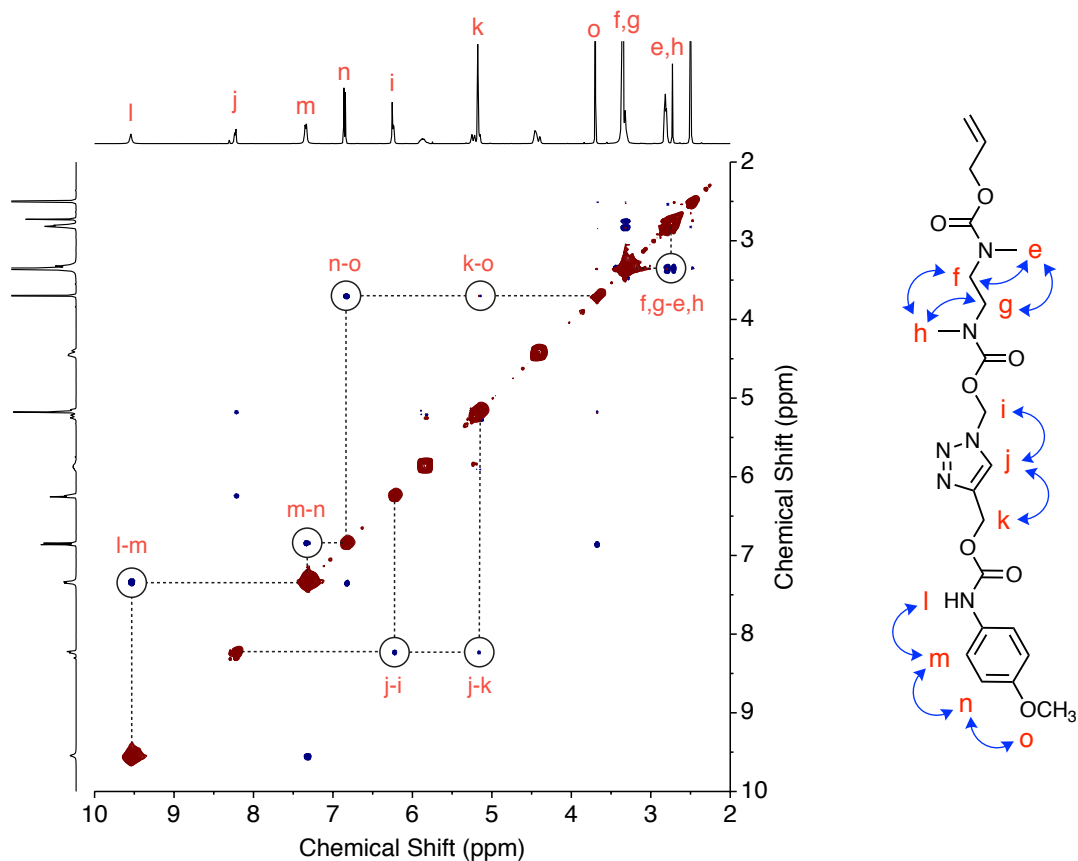 l
j
m
n
i
k
o
f,g
e,h
2
3
4
5
6
7
8
9
10
Chemical Shift (ppm)
n-o
k-o
f,g-e,h
m-n
l-m
j-i
j-k
10
9
8
7
6
5
4
3
2
Chemical Shift (ppm)
O
O
N
e
f
g
h
N
O
O
i
N
N
N
j
k
O
O
l
HN
m
n
OCH3
o